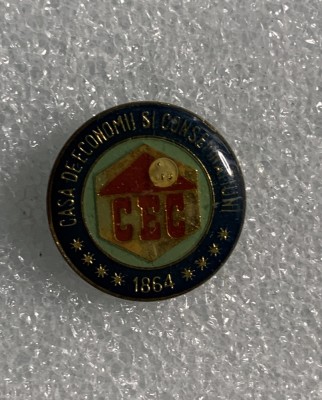 CASA DE ECONOMII SI CONSEMNATIUNI
CEC
1864